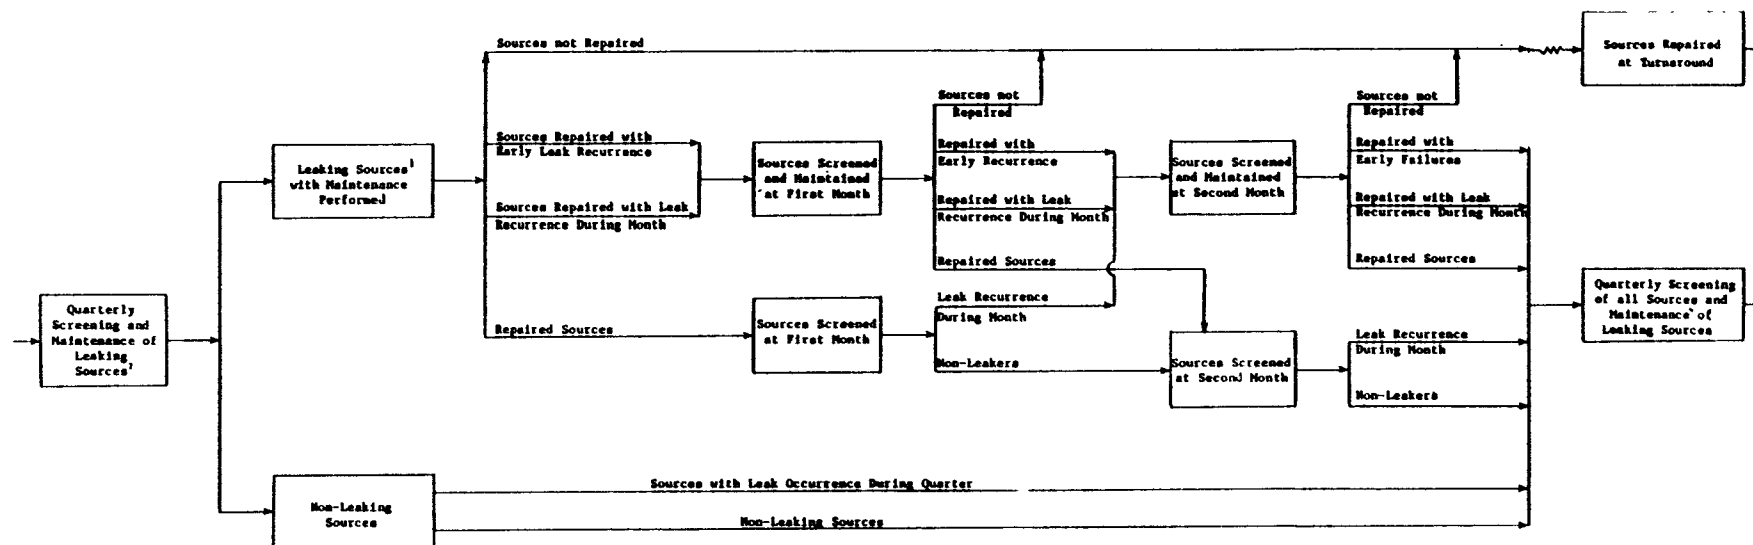 Sources not Repaired
Sources Repaired
at Turnaround
Sources not
Repaired
Sources not
Repaired
Sources Repaired with
Early Leak Recurrence
Repaired with
Early Recurrence
Repaired with
Early Failures
Leaking Sources¹
with Maintenance
Performed
Sources Screened
and Maintained
at First Month
Sources Screened
and Maintained
at Second Month
Sources Repaired with Leak
Recurrence During Month
Repaired with Leak
Recurrence During Month
Repaired with Leak
Recurrence During Month
Repaired Sources
Repaired Sources
Quarterly
Screening and
Maintenance of
Leaking
Sources²
Repaired Sources
Sources Screened
at First Month
Leak Recurrence
During Month
Non-Leakers
Sources Screened
at Second Month
Leak Recurrence
During Month
Non-Leakers
Quarterly Screening
of all Sources and
Maintenance of
Leaking Sources
Non-Leaking
Sources
Sources with Leak Occurrence During Quarter
Non-Leaking Sources